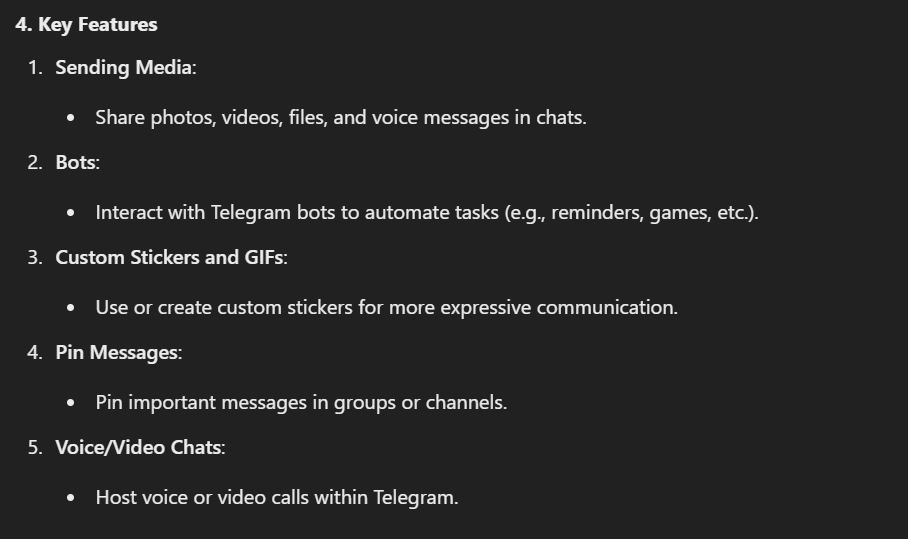 4. Key Features
1. Sending Media:
• Share photos, videos, files, and voice messages in chats.
2. Bots:
• Interact with Telegram bots to automate tasks (e.g., reminders, games, etc.).
3. Custom Stickers and GIFs:
• Use or create custom stickers for more expressive communication.
4. Pin Messages:
• Pin important messages in groups or channels.
5. Voice/Video Chats:
• Host voice or video calls within Telegram.